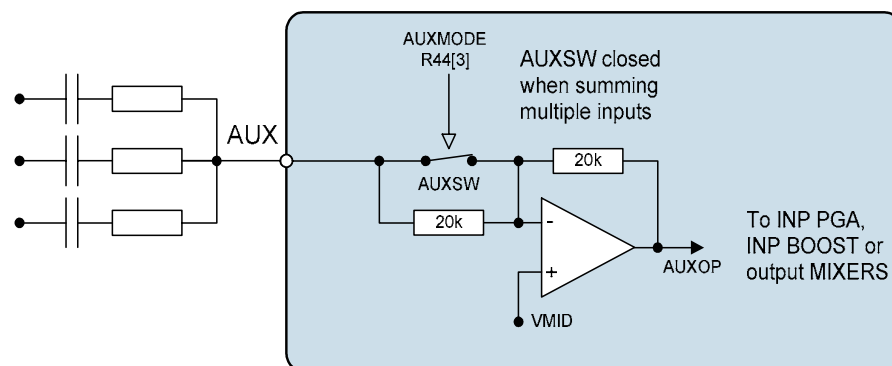 AUXMODE
R44[3]
AUXSW closed
when summing
multiple inputs
AUX
AUXSW
20k
20k
-
+
VMID
AUXOP
To INP PGA,
INP BOOST or
output MIXERS